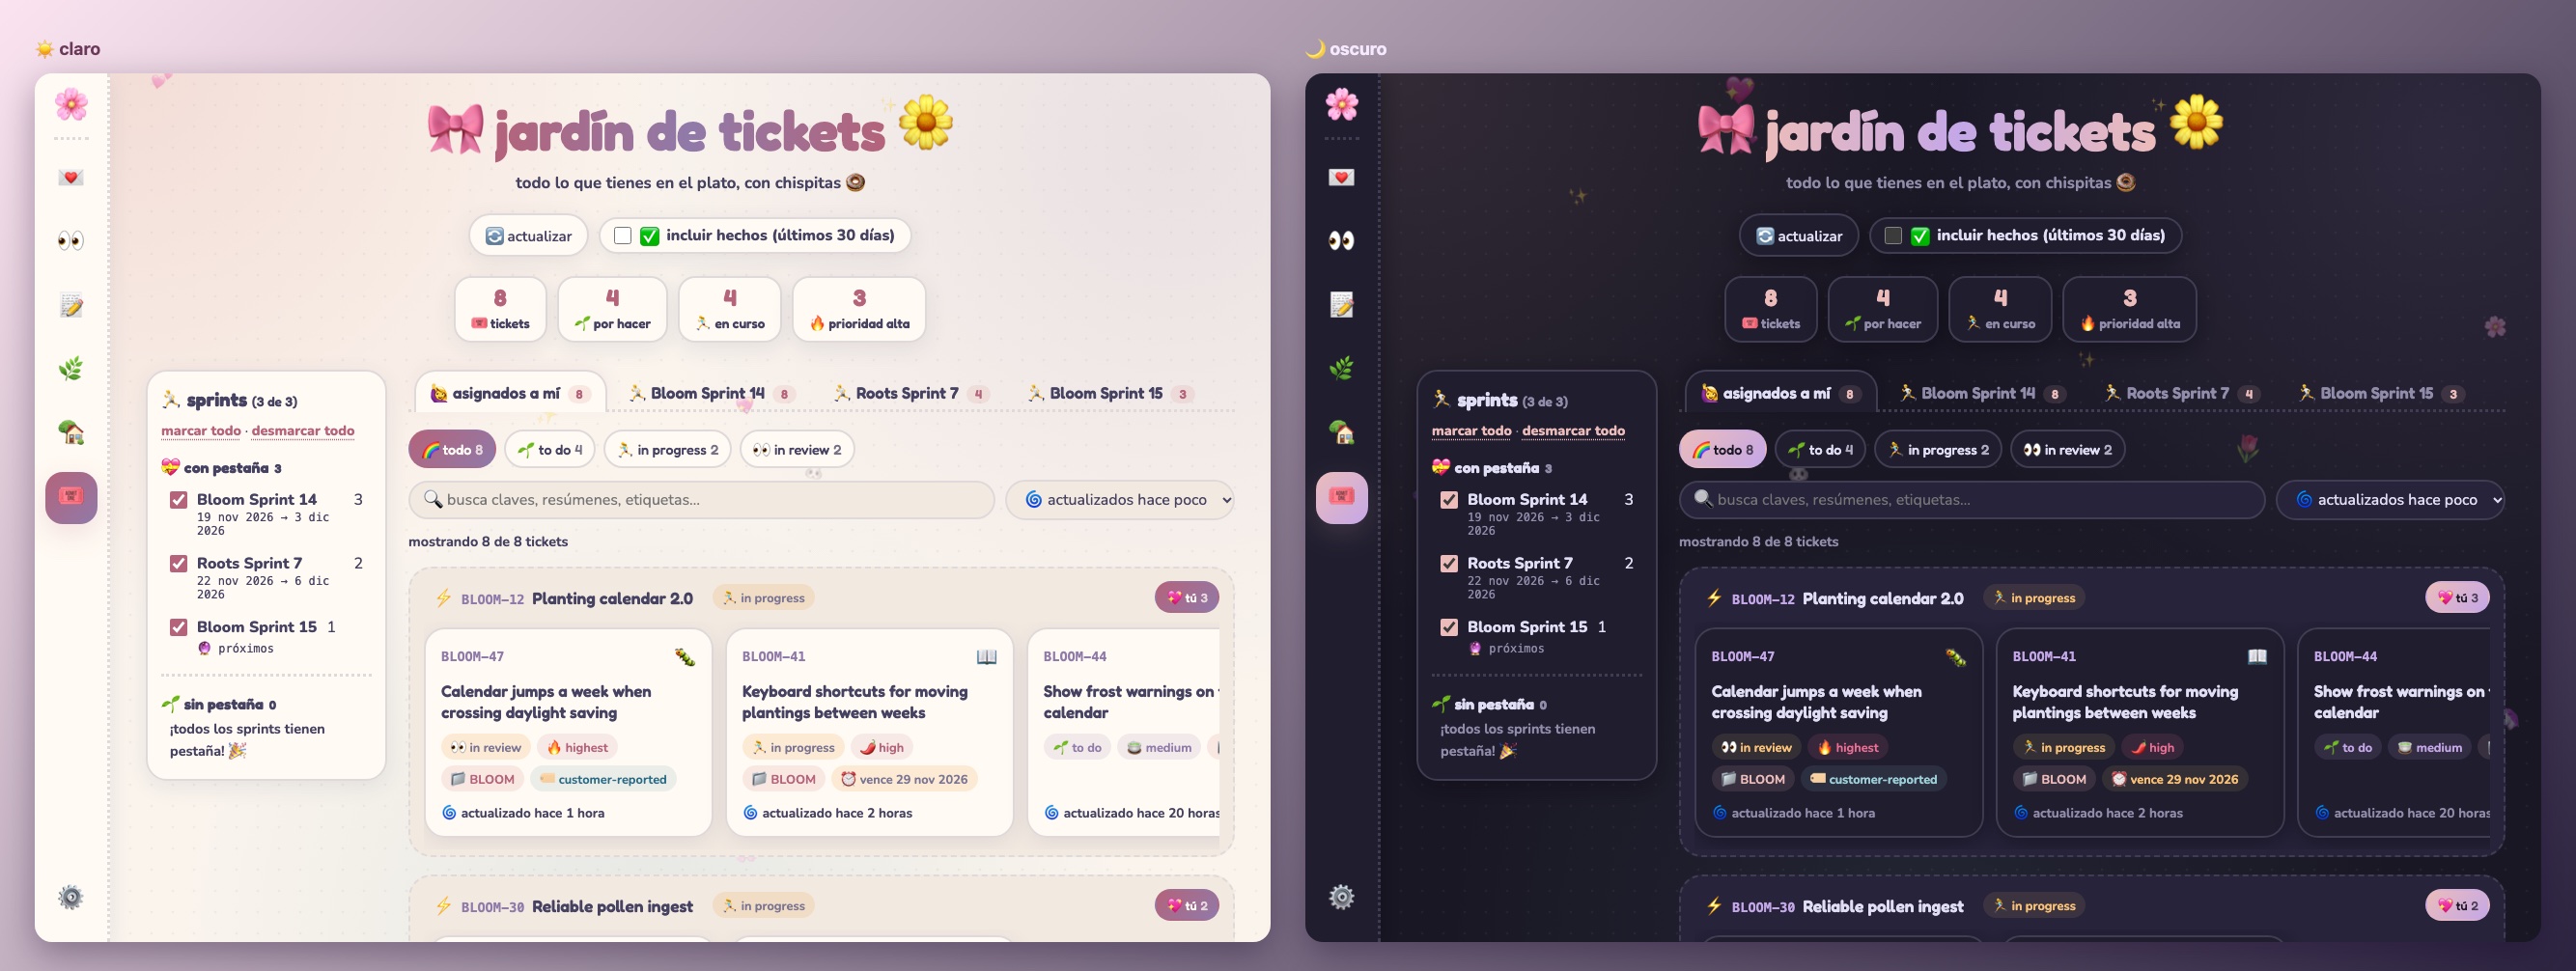 claro
jardín de tickets
todo lo que tienes en el plato, con chispitas
actualizar
incluir hechos (últimos 30 días)
8
tickets
4
por hacer
4
en curso
3
prioridad alta
sprints (3 de 3)
marcar todo · desmarcar todo
con pestaña 3
Bloom Sprint 14 3
19 nov 2026 → 3 dic
2026
Roots Sprint 7 2
22 nov 2026 → 6 dic
2026
Bloom Sprint 15 1
próximos
sin pestaña 0
¡todos los sprints tienen
pestaña!
asignados a mí 8
Bloom Sprint 14 8
Roots Sprint 7 4
Bloom Sprint 15 3
todo 8
to do 4
in progress 2
in review 2
busca claves, resúmenes, etiquetas...
actualizados hace poco
mostrando 8 de 8 tickets
BLOOM-12 Planting calendar 2.0 in progress
tú 3
BLOOM-47
Calendar jumps a week when
crossing daylight saving
in review highest
BLOOM customer-reported
actualizado hace 1 hora
BLOOM-41
Keyboard shortcuts for moving
plantings between weeks
in progress high
BLOOM vence 29 nov 2026
actualizado hace 2 horas
BLOOM-44
Show frost warnings on
calendar
to do medium
actualizado hace 20 horas
BLOOM-30 Reliable pollen ingest in progress
tú 2
oscuro
jardín de tickets
todo lo que tienes en el plato, con chispitas
actualizar
incluir hechos (últimos 30 días)
8
tickets
4
por hacer
4
en curso
3
prioridad alta
sprints (3 de 3)
marcar todo · desmarcar todo
con pestaña 3
Bloom Sprint 14 3
19 nov 2026 → 3 dic
2026
Roots Sprint 7 2
22 nov 2026 → 6 dic
2026
Bloom Sprint 15 1
próximos
sin pestaña 0
¡todos los sprints tienen
pestaña!
asignados a mí 8
Bloom Sprint 14 8
Roots Sprint 7 4
Bloom Sprint 15 3
todo 8
to do 4
in progress 2
in review 2
busca claves, resúmenes, etiquetas...
actualizados hace poco
mostrando 8 de 8 tickets
BLOOM-12 Planting calendar 2.0 in progress
tú 3
BLOOM-47
Calendar jumps a week when
crossing daylight saving
in review highest
BLOOM customer-reported
actualizado hace 1 hora
BLOOM-41
Keyboard shortcuts for moving
plantings between weeks
in progress high
BLOOM vence 29 nov 2026
actualizado hace 2 horas
BLOOM-44
Show frost warnings on
calendar
to do medium
actualizado hace 20 horas
BLOOM-30 Reliable pollen ingest in progress
tú 2